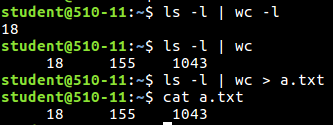 student@510-11:~$ ls -l | wc -l
18
student@510-11:~$ ls -l | wc
     18     155    1043
student@510-11:~$ ls -l | wc > a.txt
student@510-11:~$ cat a.txt
     18     155    1043